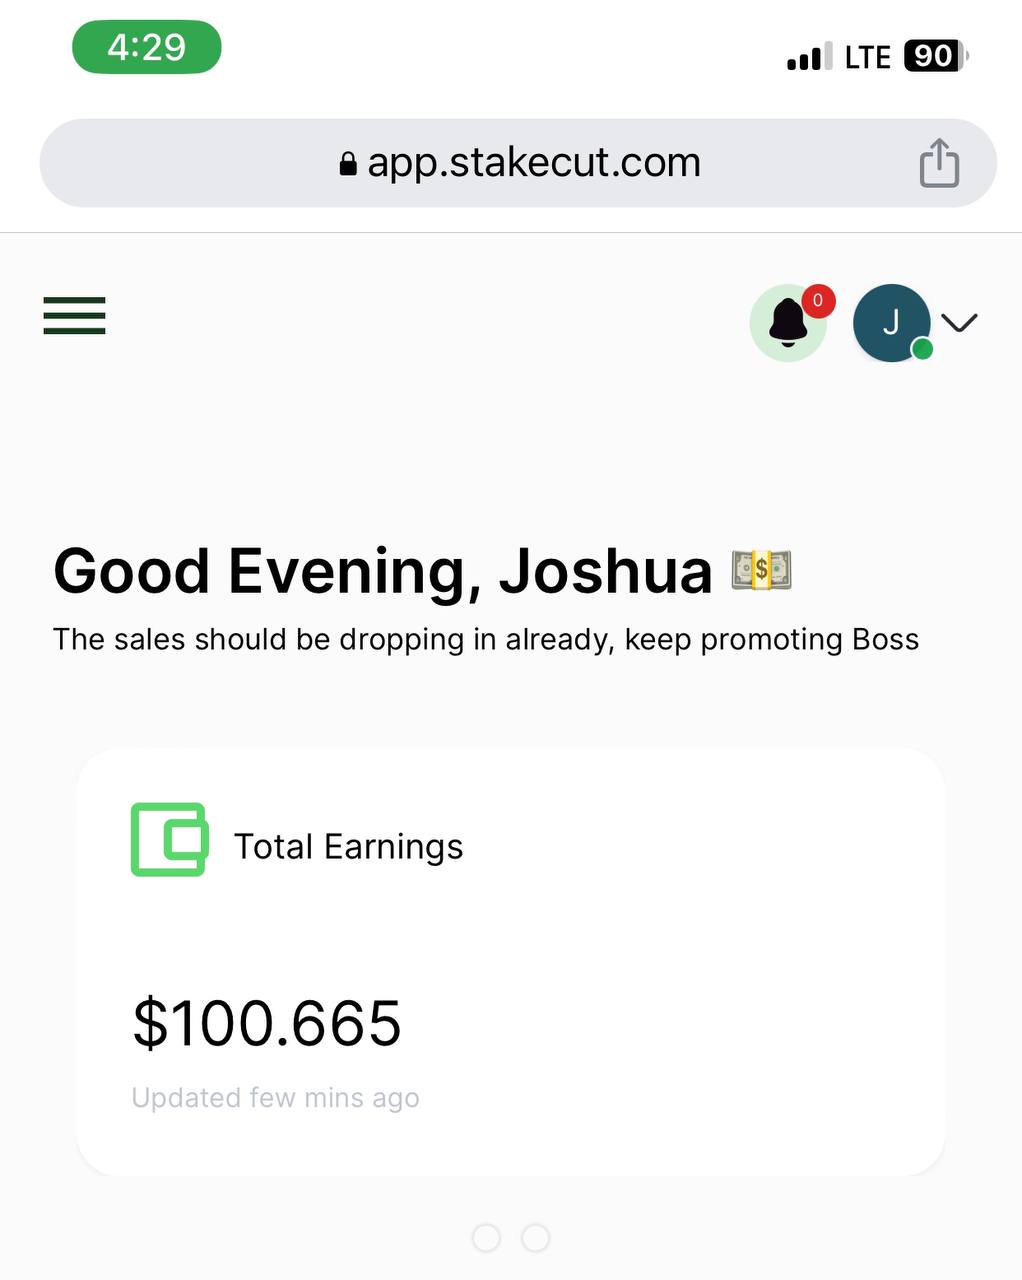 4:29
LTE 90
app.stakecut.com
0
J
Good Evening, Joshua 💵
The sales should be dropping in already, keep promoting Boss
Total Earnings
$100.665
Updated few mins ago